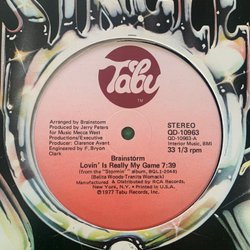 Tabu
TM
Arranged by Brainstorm
Produced by Jerry Peters
for Music Mecca West
Productions/Executive
Producer: Clarence Avant
Engineered by F. Bryon
Clark
STEREO
QD-10963
QD-10963-A
Interior Music, BMI
33 1/3 rpm
Brainstorm
Lovin' Is Really My Game 7:39
(from the "Stormin'" album, BQL1-2048)
(Belita Woods-Trenita Womack)
Manufactured & Distributed by RCA Records,
New York, N.Y. • Printed in U.S.A.
© 1977 Tabu Records, Inc.